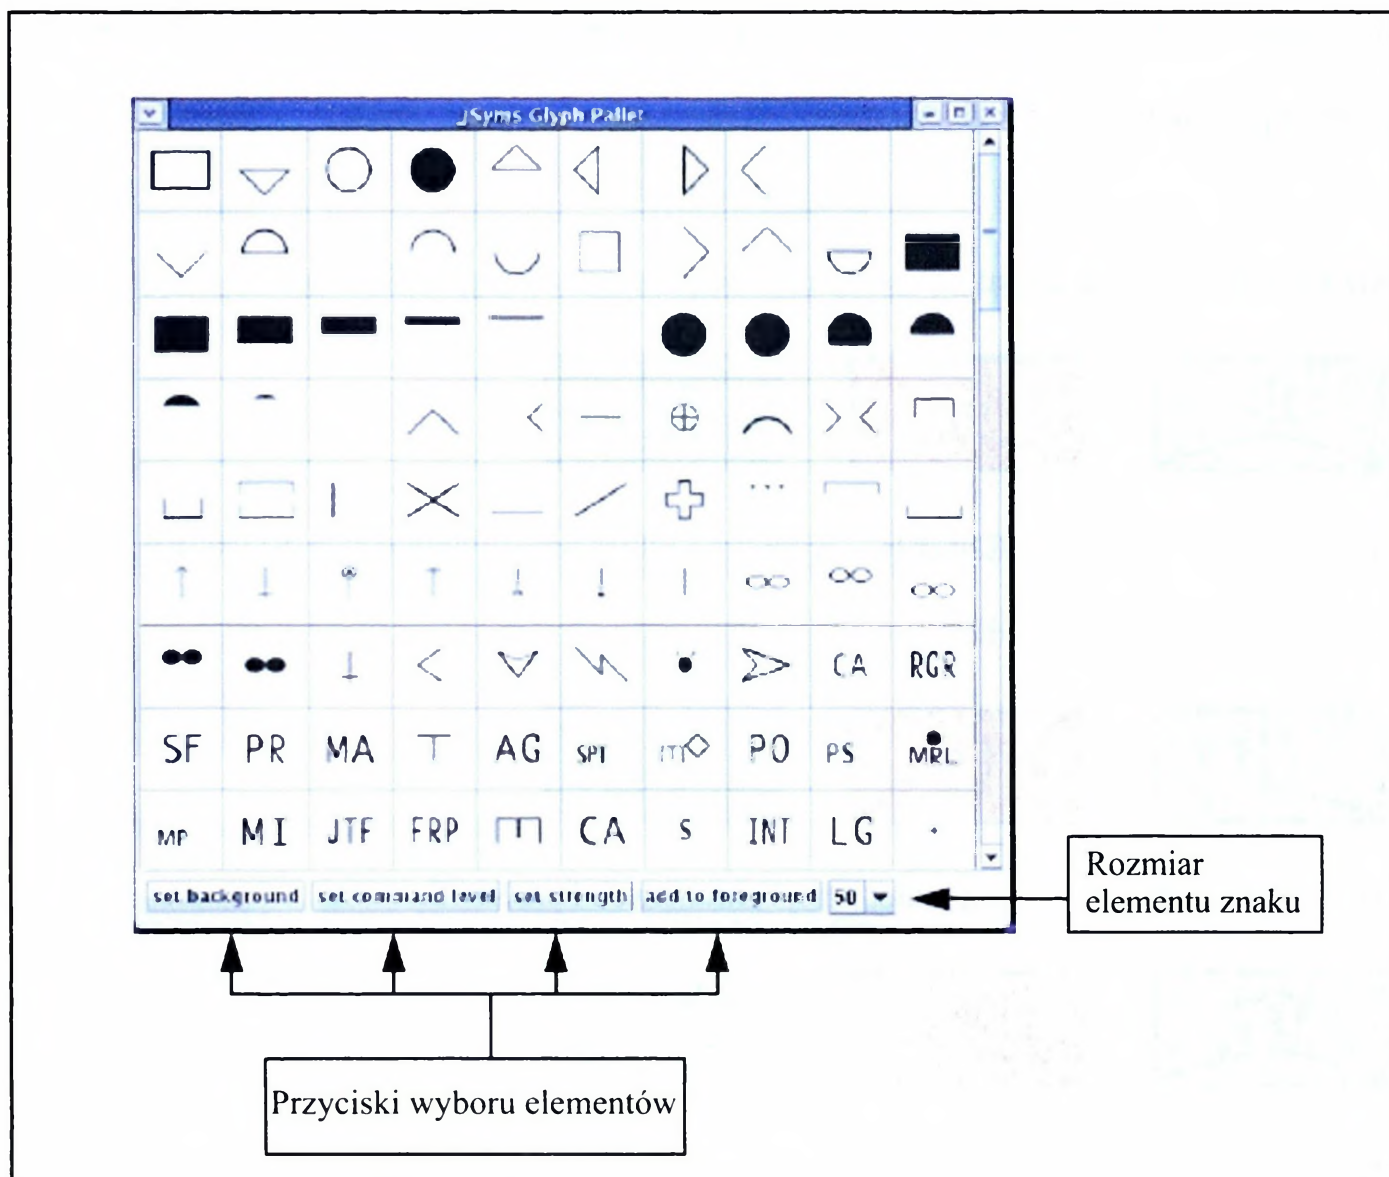 jSyms Glyph Pallet
CA RGR
SF PR MA AG SPT PO PS MRL
MP MI JTF FRP CA S INT LG
set background set command level set strength add to foreground 50
Rozmiar
elementu znaku
Przyciski wyboru elementów